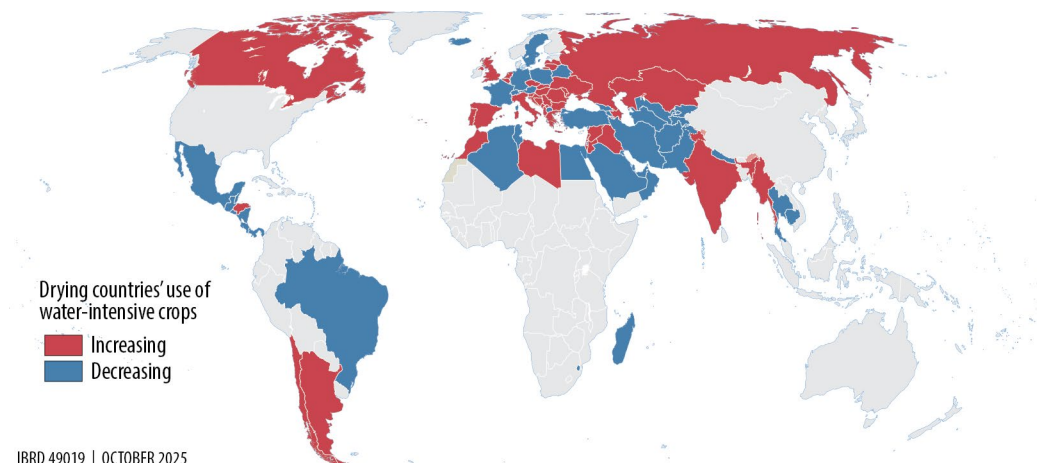 Drying countries' use of
water-intensive crops
Increasing
Decreasing
IBRD 49019 | OCTOBER 2025